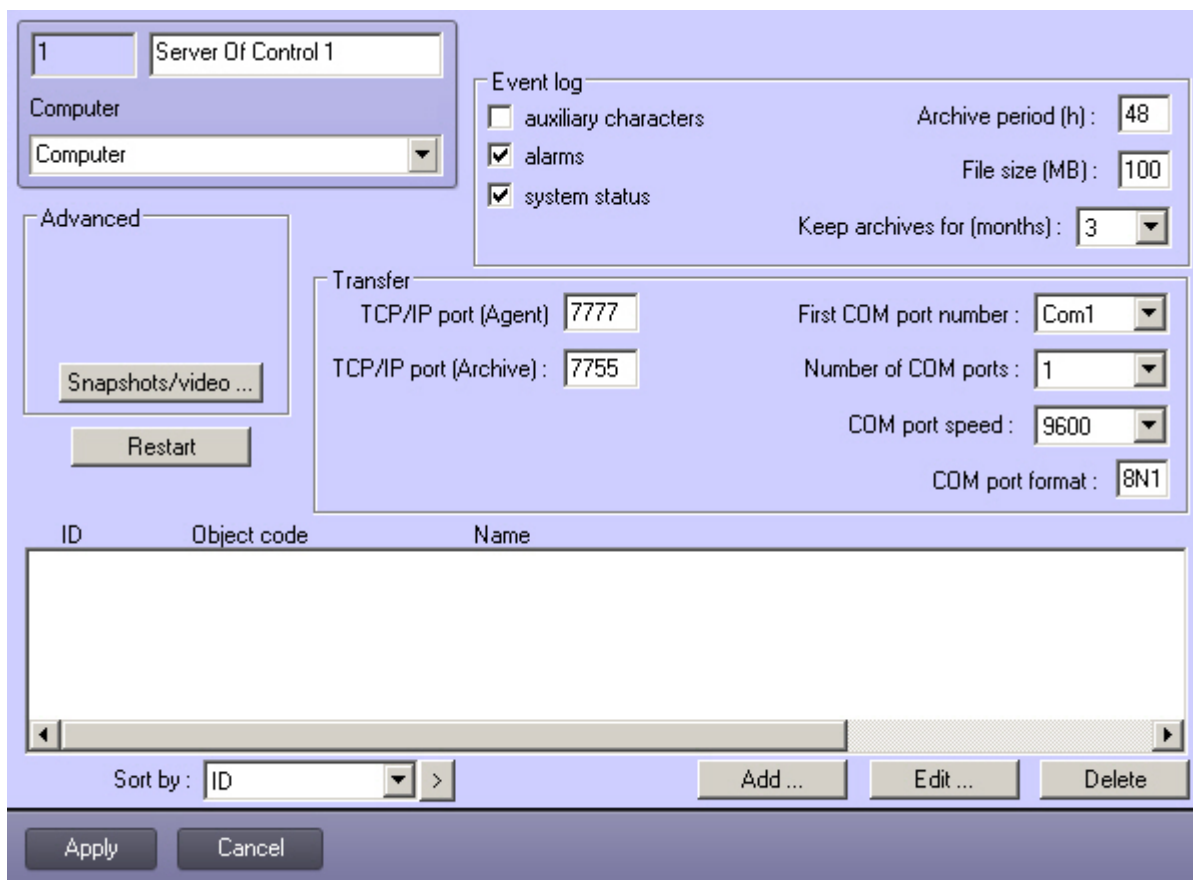 1 Server Of Control 1
Computer
Computer
Event log
auxiliary characters
alarms
system status
Archive period (h) : 48
File size (MB) : 100
Keep archives for (months) : 3
Advanced
Snapshots/video ...
Restart
Transfer
TCP/IP port (Agent) 7777
TCP/IP port (Archive) : 7755
First COM port number : Com1
Number of COM ports : 1
COM port speed : 9600
COM port format : 8N1
ID Object code Name
Sort by : ID >
Add ... Edit ... Delete
Apply Cancel